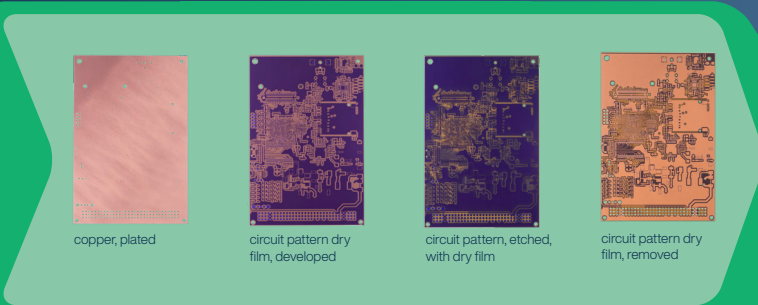 copper, plated
circuit pattern dry
film, developed
circuit pattern, etched,
with dry film
circuit pattern dry
film, removed